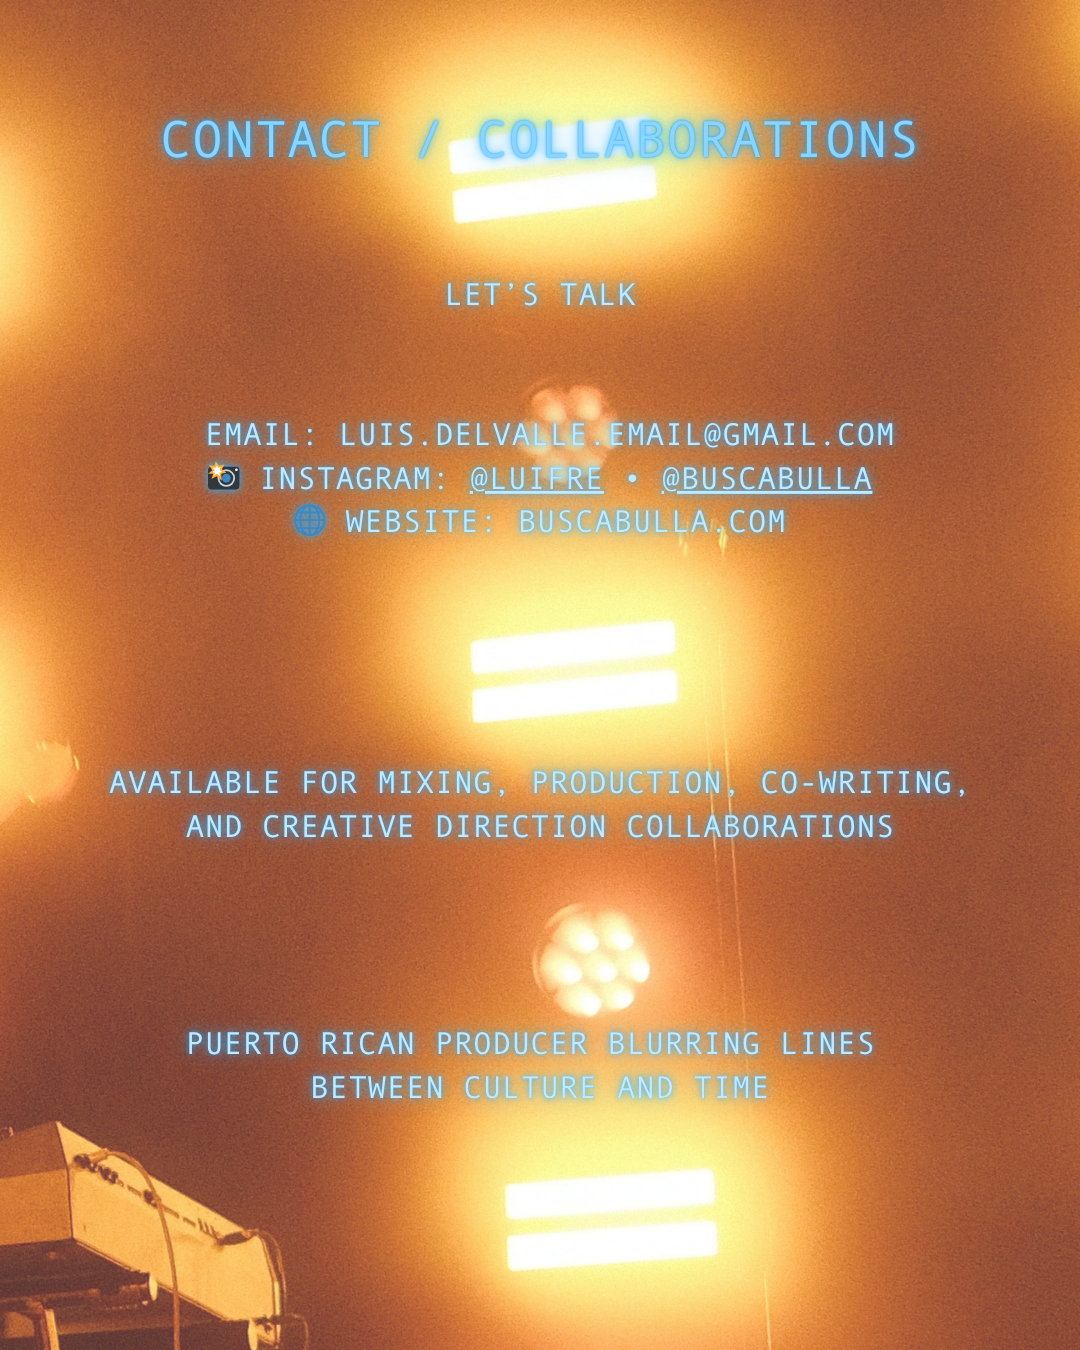 CONTACT / COLLABORATIONS
LET’S TALK
EMAIL: LUIS.DELVALLE.EMAIL@GMAIL.COM
📸 INSTAGRAM: @LUIFRE • @BUSCABULLA
🌐 WEBSITE: BUSCABULLA.COM
AVAILABLE FOR MIXING, PRODUCTION, CO-WRITING,
AND CREATIVE DIRECTION COLLABORATIONS
PUERTO RICAN PRODUCER BLURRING LINES
BETWEEN CULTURE AND TIME